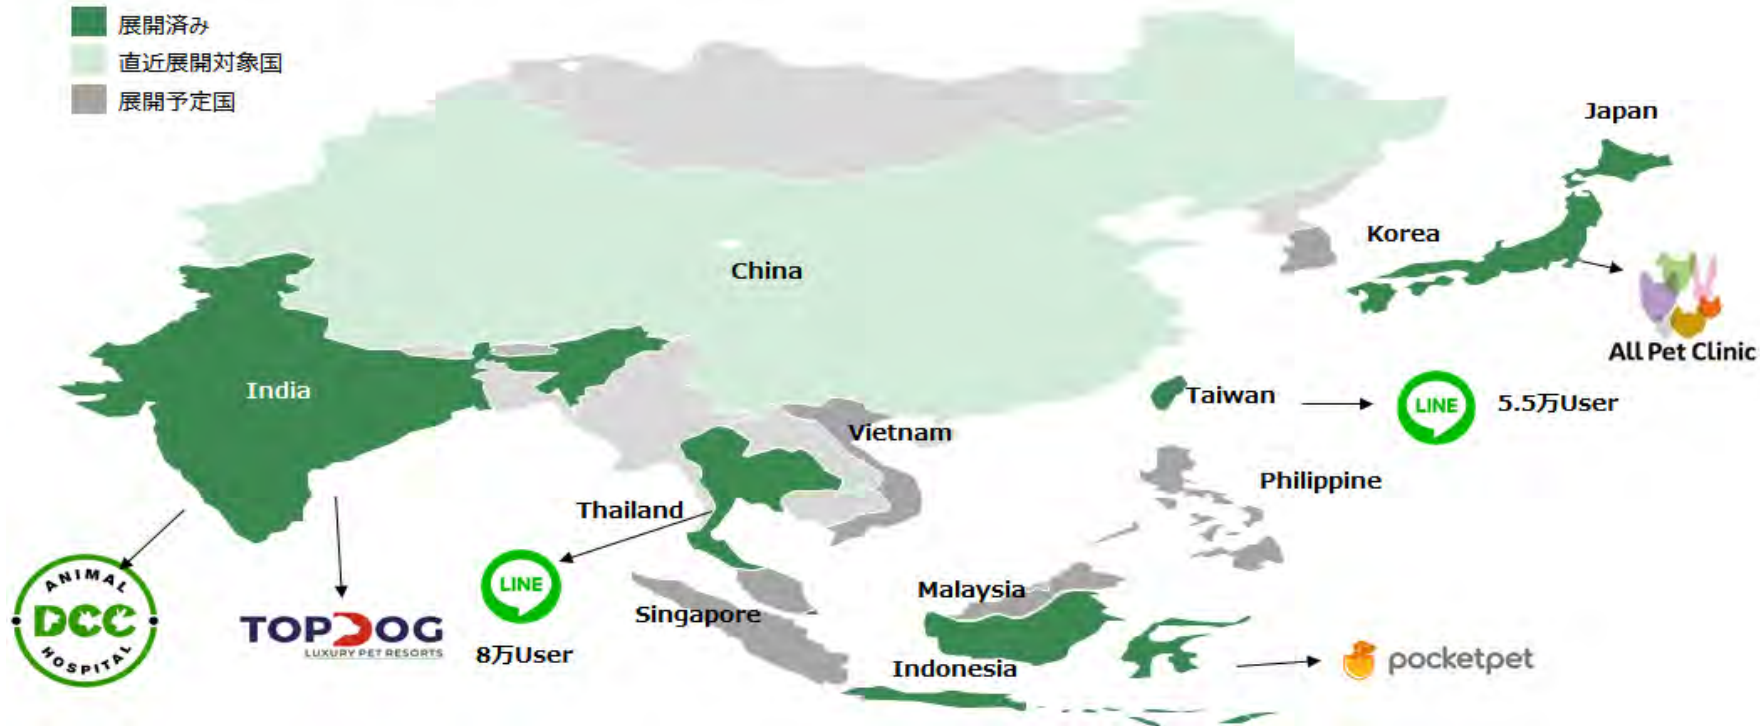 展開済み
直近展開対象国
展開予定国
Japan
Korea
China
All Pet Clinic
India
Taiwan
LINE
5.5万User
Vietnam
Philippine
Thailand
ANIMAL
DCC
HOSPITAL
TOPDOG
LUXURY PET RESORTS
LINE
8万User
Singapore
Malaysia
Indonesia
pocketpet